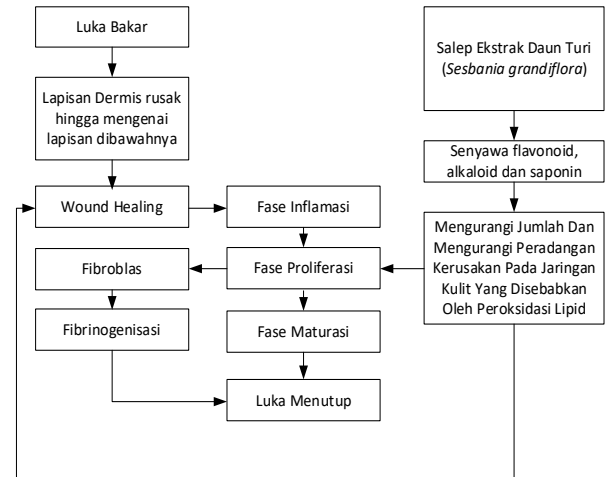 Luka Bakar
Lapisan Dermis rusak
hingga mengenai
lapisan dibawahnya
Wound Healing
Fase Inflamasi
Fibroblas
Fase Proliferasi
Fibrinogenisasi
Fase Maturasi
Luka Menutup
Salep Ekstrak Daun Turi
(Sesbania grandiflora)
Senyawa flavonoid,
alkaloid dan saponin
Mengurangi Jumlah Dan
Mengurangi Peradangan
Kerusakan Pada Jaringan
Kulit Yang Disebabkan
Oleh Peroksidasi Lipid